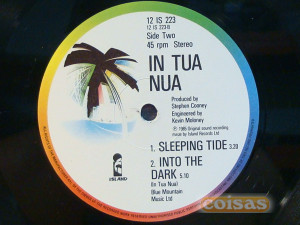 12 IS 223
12 IS 223-B
Side Two
45 rpm Stereo
IN TUA
NUA
Produced by
Stephen Cooney
Engineered by
Kevin Moloney
℗ 1985 Original sound recording
made by Island Records Ltd
1. SLEEPING TIDE 3.28
2. INTO THE
DARK 5.10
(In Tua Nua)
Blue Mountain
Music Ltd
ISLAND
coisas